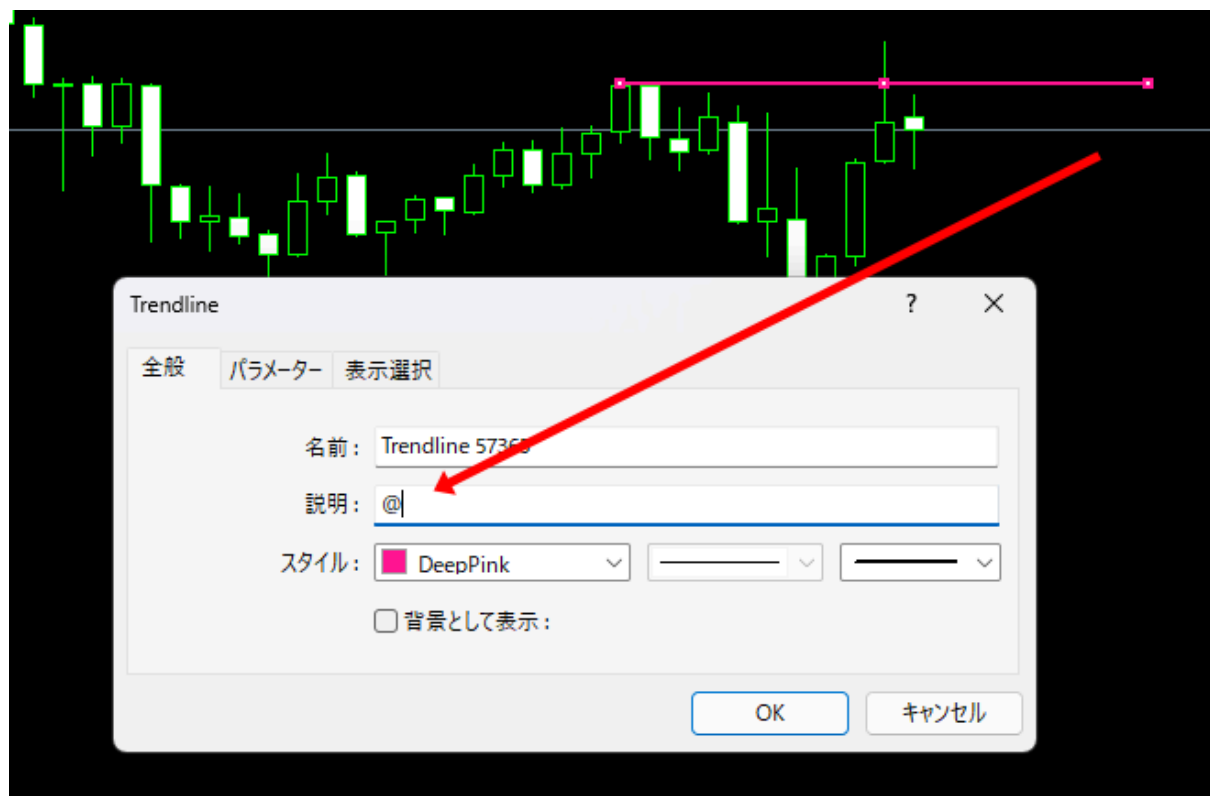 Trendline ? ×
全般 パラメーター 表示選択
名前: Trendline 57365
説明: @
スタイル: DeepPink
背景として表示:
OK キャンセル